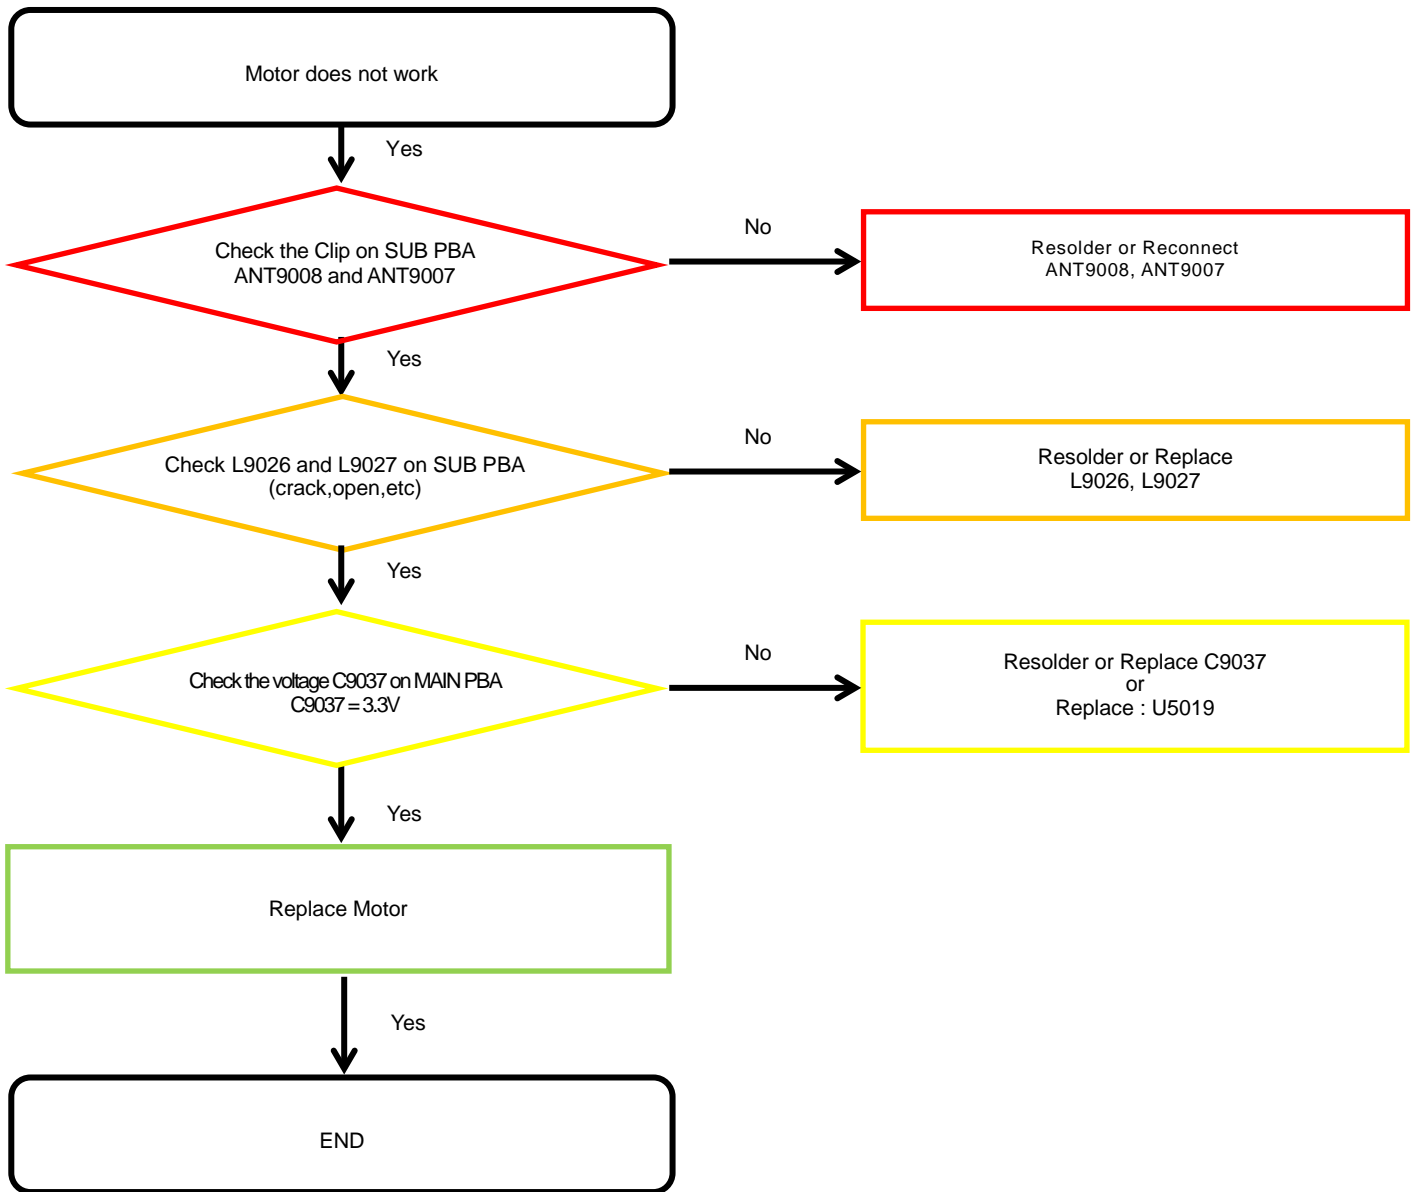 Motor does not work
Yes
Check the Clip on SUB PBA
ANT9008 and ANT9007
No
Resolder or Reconnect
ANT9008, ANT9007
Yes
Check L9026 and L9027 on SUB PBA
(crack,open,etc)
No
Resolder or Replace
L9026, L9027
Yes
Check the voltage C9037 on MAIN PBA
C9037 = 3.3V
No
Resolder or Replace C9037
or
Replace : U5019
Yes
Replace Motor
Yes
END